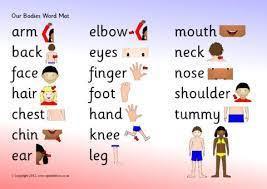 Our Bodies Word Mat
arm
back
face
hair
chest
chin
ear
elbow
eyes
finger
foot
hand
knee
leg
mouth
neck
nose
shoulder
tummy